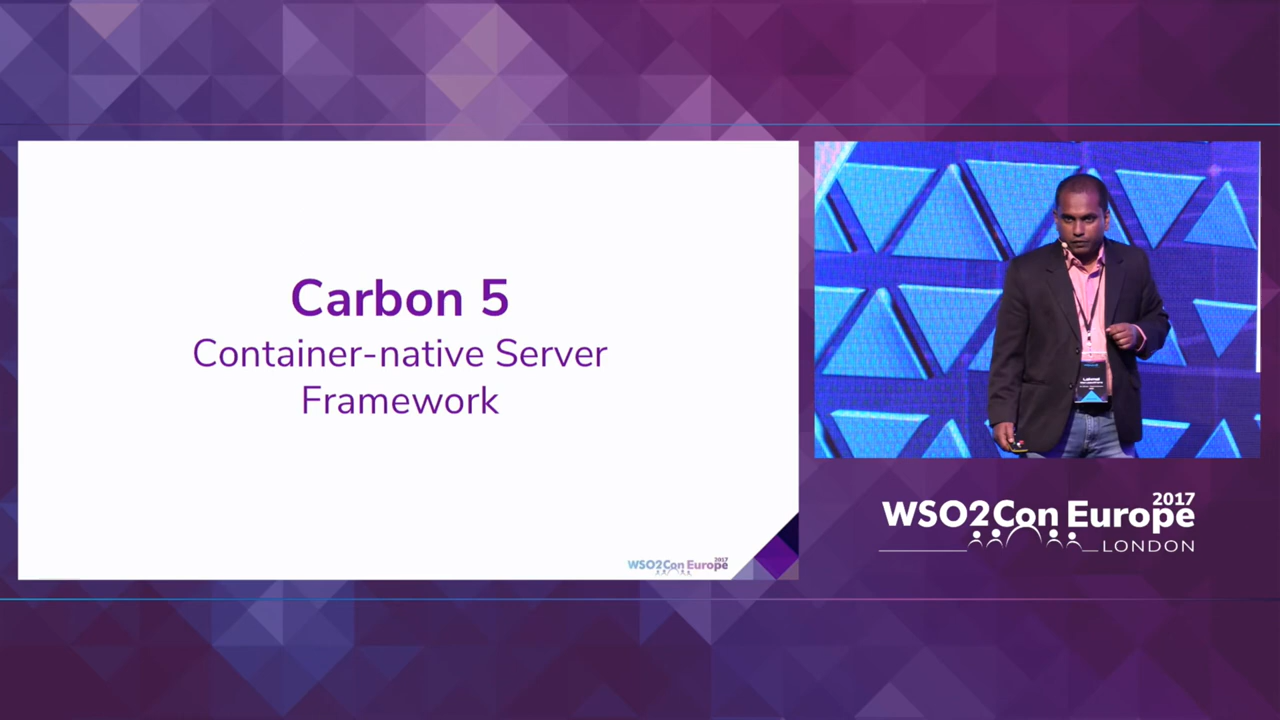 Carbon 5
Container-native Server
Framework
WSO2Con Europe 2017
WSO2Con Europe 2017
LONDON